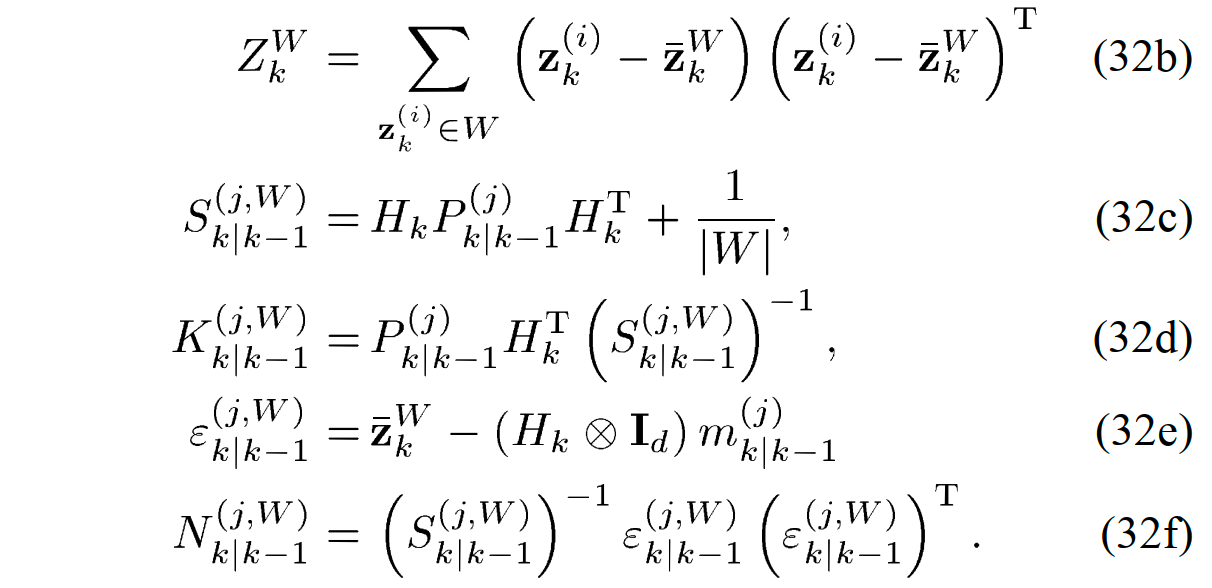 Z_k^W = \sum_{\mathbf{z}_k^{(i)} \in W} \left( \mathbf{z}_k^{(i)} - \bar{\mathbf{z}}_k^W \right) \left( \mathbf{z}_k^{(i)} - \bar{\mathbf{z}}_k^W \right)^{\mathrm{T}} (32b)
S_{k|k-1}^{(j,W)} = H_k P_{k|k-1}^{(j)} H_k^{\mathrm{T}} + \frac{1}{|W|}, (32c)
K_{k|k-1}^{(j,W)} = P_{k|k-1}^{(j)} H_k^{\mathrm{T}} \left( S_{k|k-1}^{(j,W)} \right)^{-1}, (32d)
\varepsilon_{k|k-1}^{(j,W)} = \bar{\mathbf{z}}_k^W - (H_k \otimes \mathbf{I}_d) m_{k|k-1}^{(j)} (32e)
N_{k|k-1}^{(j,W)} = \left( S_{k|k-1}^{(j,W)} \right)^{-1} \varepsilon_{k|k-1}^{(j,W)} \left( \varepsilon_{k|k-1}^{(j,W)} \right)^{\mathrm{T}}. (32f)